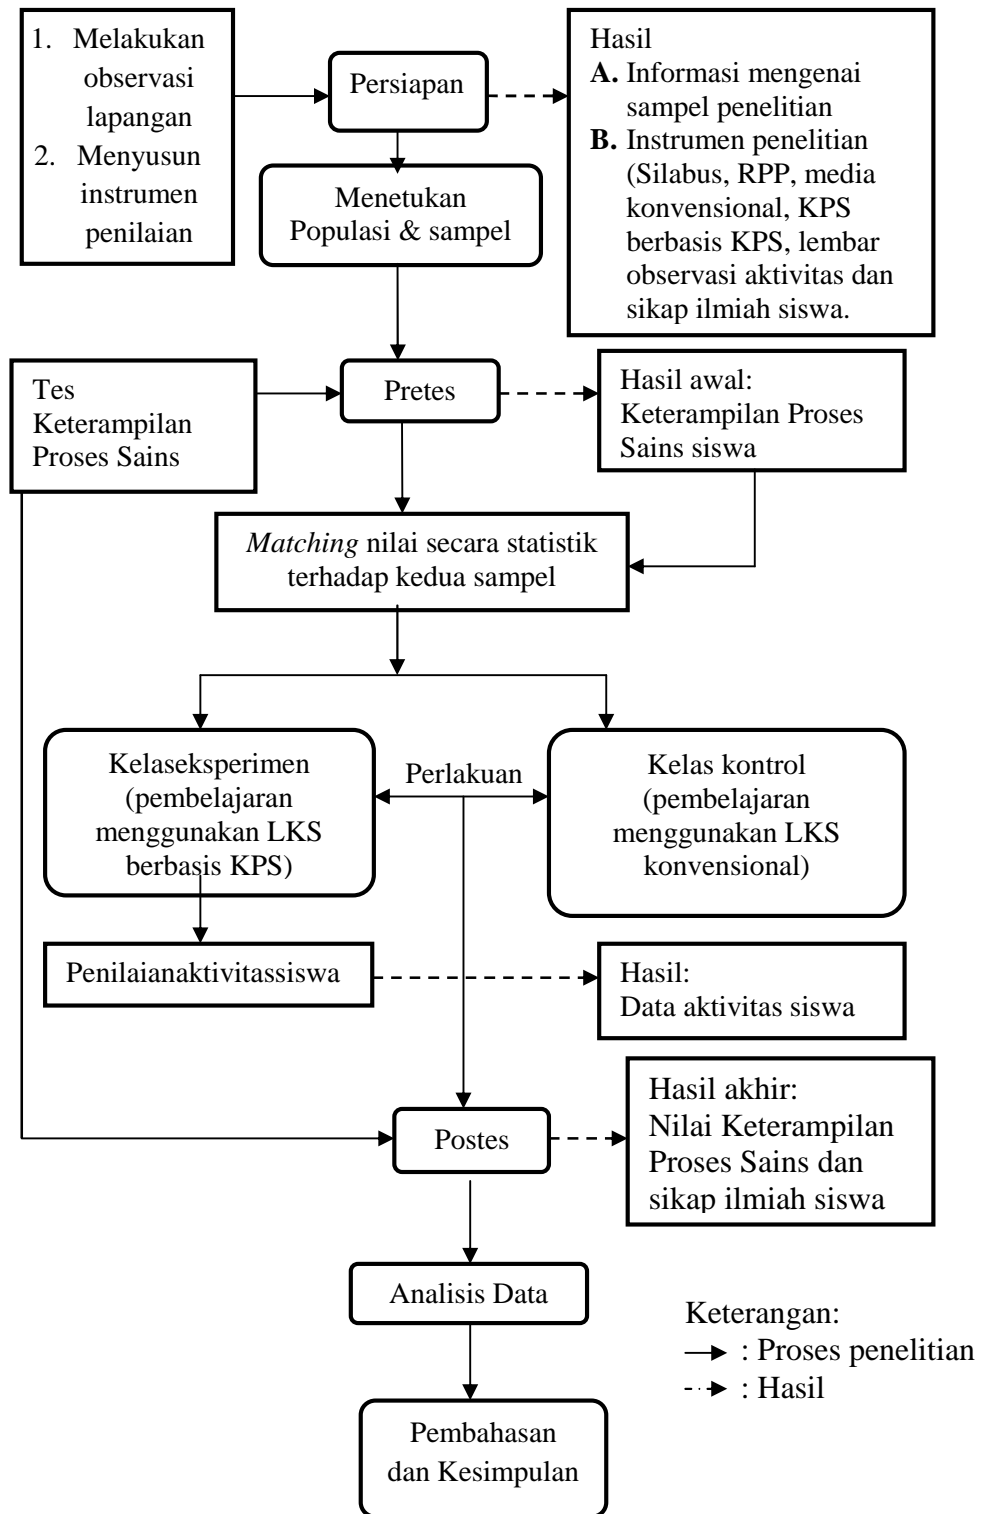 1. Melakukan
observasi
lapangan
2. Menyusun
instrumen
penilaian
Persiapan
Hasil
A. Informasi mengenai
sampel penelitian
B. Instrumen penelitian
(Silabus, RPP, media
konvensional, KPS
berbasis KPS, lembar
observasi aktivitas dan
sikap ilmiah siswa.
Menetukan
Populasi & sampel
Tes
Keterampilan
Proses Sains
Pretes
Hasil awal:
Keterampilan Proses
Sains siswa
Matching nilai secara statistik
terhadap kedua sampel
Kelaseksperimen
(pembelajaran
menggunakan LKS
berbasis KPS)
Perlakuan
Kelas kontrol
(pembelajaran
menggunakan LKS
konvensional)
Penilaianaktivitassiswa
Hasil:
Data aktivitas siswa
Postes
Hasil akhir:
Nilai Keterampilan
Proses Sains dan
sikap ilmiah siswa
Analisis Data
Keterangan:
: Proses penelitian
: Hasil
Pembahasan
dan Kesimpulan